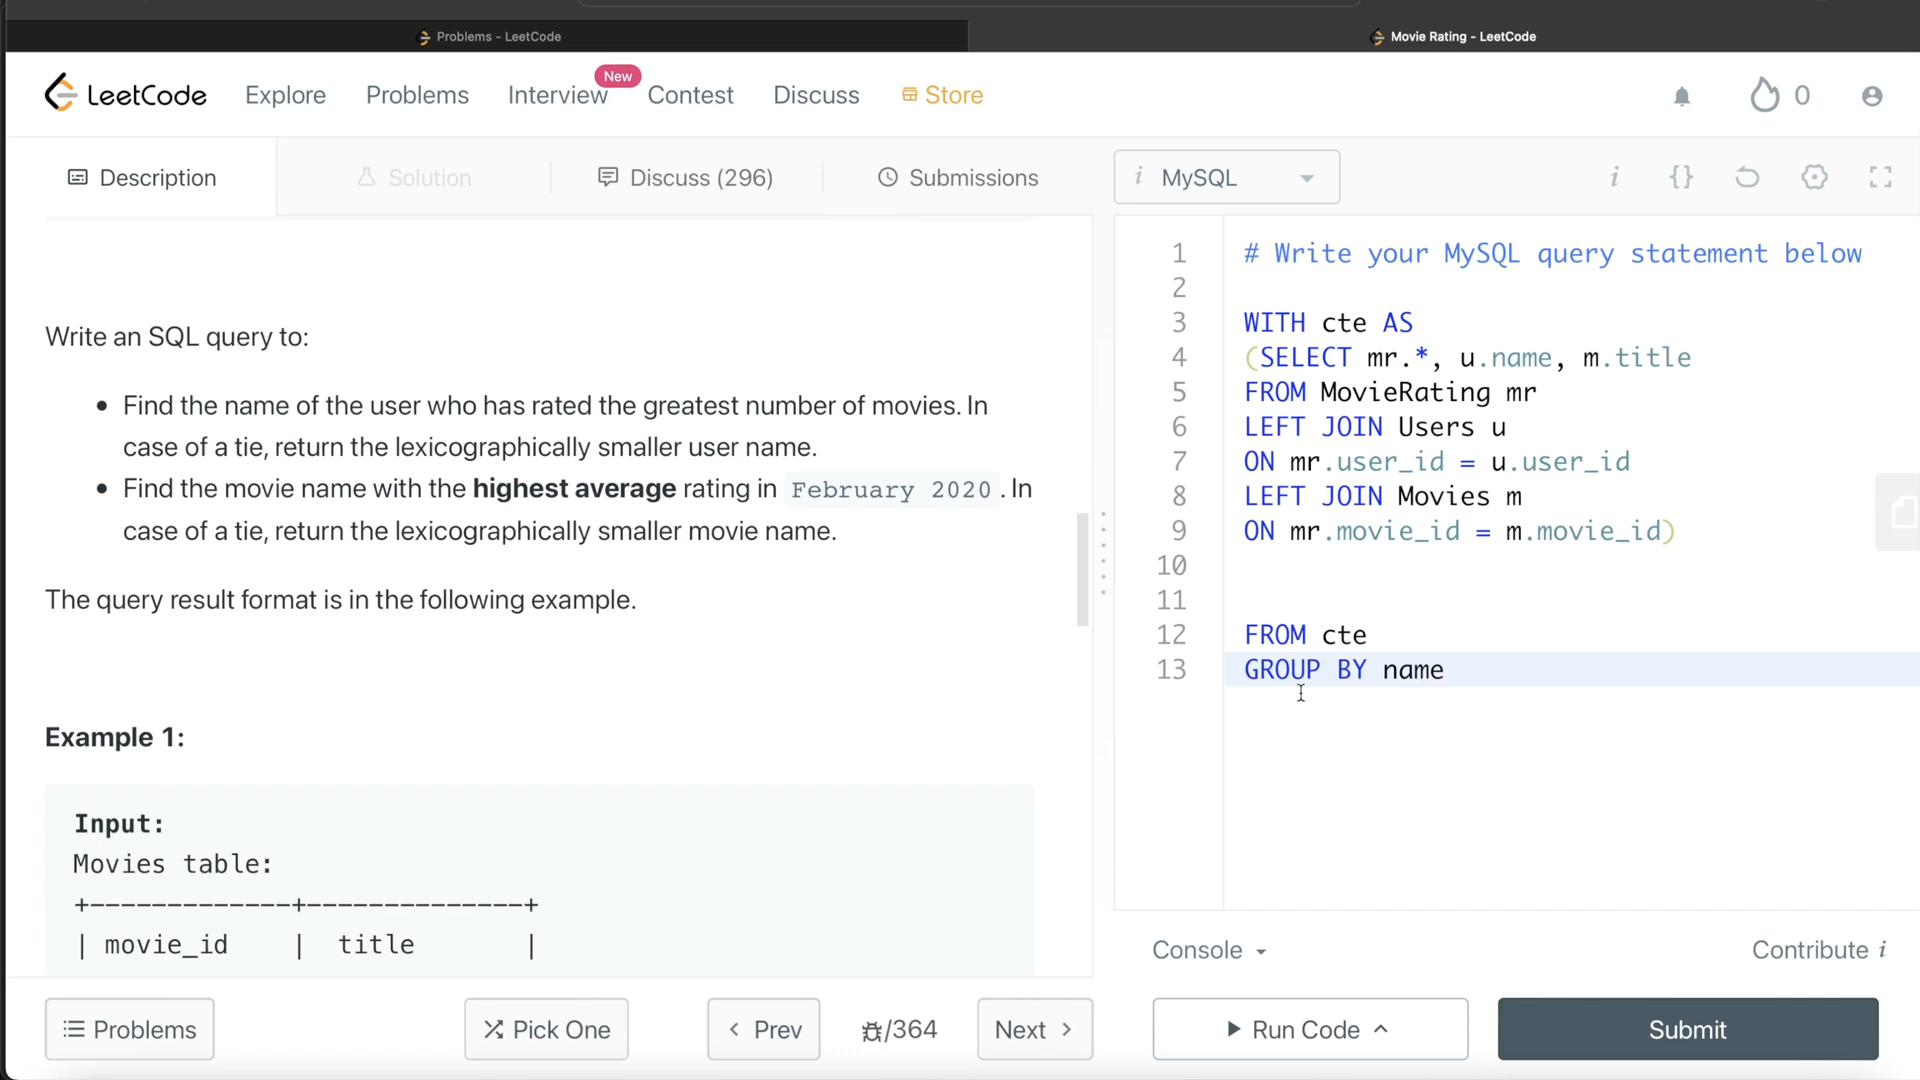 Problems - LeetCode
Movie Rating - LeetCode
LeetCode
Explore
Problems
Interview
New
Contest
Discuss
Store
0
Description
Solution
Discuss (296)
Submissions
i MySQL
i {}
Write an SQL query to:
• Find the name of the user who has rated the greatest number of movies. In
case of a tie, return the lexicographically smaller user name.
• Find the movie name with the highest average rating in February 2020. In
case of a tie, return the lexicographically smaller movie name.
The query result format is in the following example.
Example 1:
Input:
Movies table:
+-------------+--------------+
| movie_id    |  title       |
1 # Write your MySQL query statement below
2
3 WITH cte AS
4 (SELECT mr.*, u.name, m.title
5 FROM MovieRating mr
6 LEFT JOIN Users u
7 ON mr.user_id = u.user_id
8 LEFT JOIN Movies m
9 ON mr.movie_id = m.movie_id)
10
11
12 FROM cte
13 GROUP BY name
Console
Contribute i
Problems
Pick One
< Prev
/364
Next >
Run Code
Submit